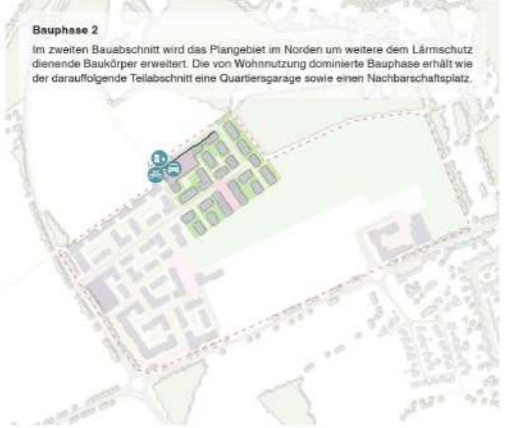 Bauphase 2
Im zweiten Bauabschnitt wird das Plangebiet im Norden um weitere dem Lärmschutz
dienende Baukörper erweitert. Die von Wohnnutzung dominierte Bauphase erhält wie
der darauffolgende Teilabschnitt eine Quartiersgarage sowie einen Nachbarschaftsplatz.